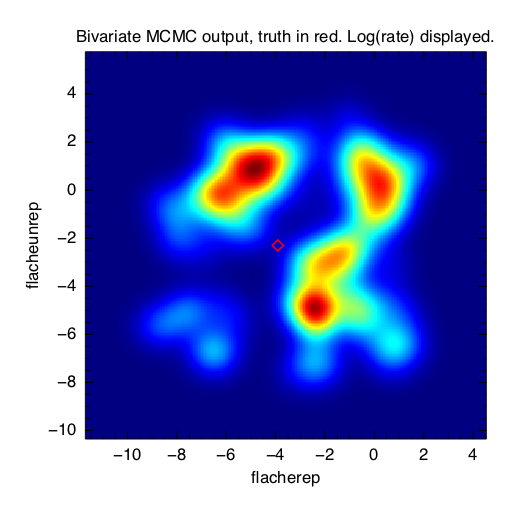 Bivariate MCMC output, truth in red. Log(rate) displayed.
4
2
0
−2
−4
−6
−8
−10
flacheunrep
−10 −8 −6 −4 −2 0 2 4
flacherep